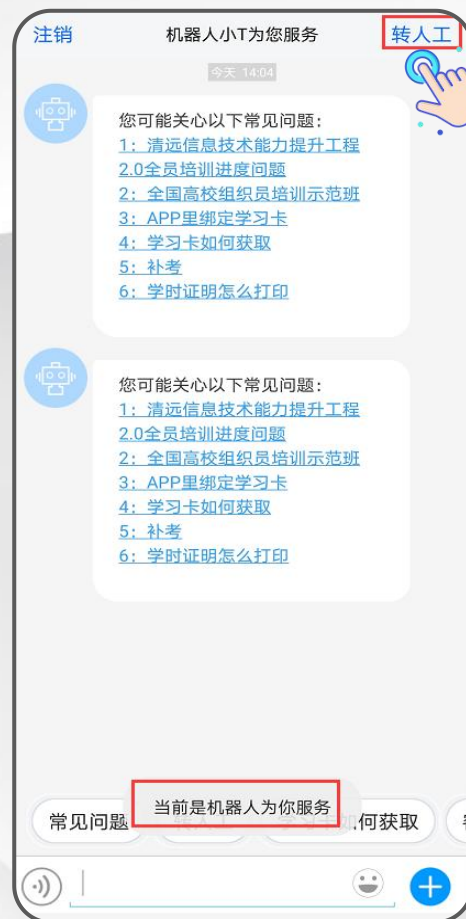 注销 机器人小T为您服务 转人工
今天 14:04
您可能关心以下常见问题：
1：清远信息技术能力提升工程
2.0全员培训进度问题
2：全国高校组织员培训示范班
3：APP里绑定学习卡
4：学习卡如何获取
5：补考
6：学时证明怎么打印
您可能关心以下常见问题：
1：清远信息技术能力提升工程
2.0全员培训进度问题
2：全国高校组织员培训示范班
3：APP里绑定学习卡
4：学习卡如何获取
5：补考
6：学时证明怎么打印
当前是机器人为你服务
常见问题 何获取